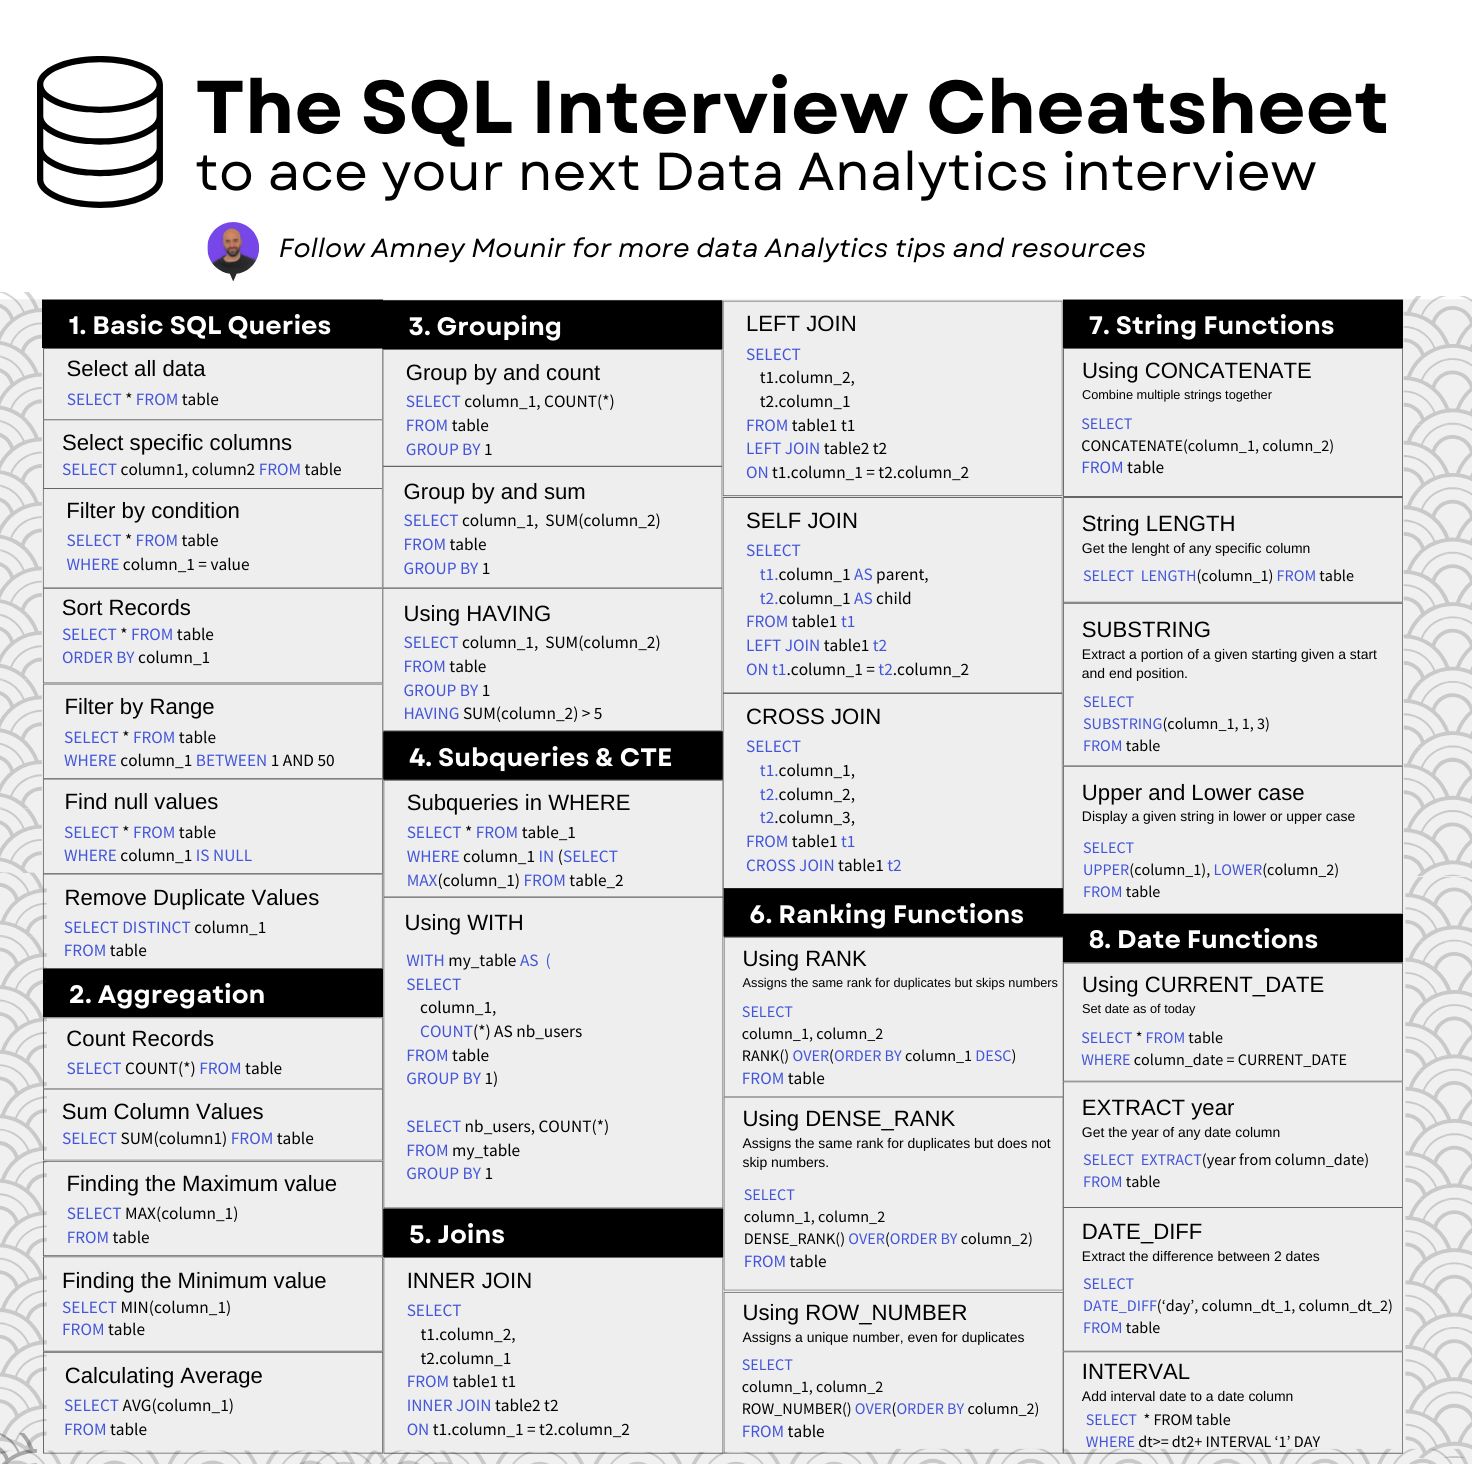 The SQL Interview Cheatsheet
to ace your next Data Analytics interview
Follow Amney Mounir for more data Analytics tips and resources
1. Basic SQL Queries
Select all data
SELECT * FROM table
Select specific columns
SELECT column1, column2 FROM table
Filter by condition
SELECT * FROM table
WHERE column_1 = value
Sort Records
SELECT * FROM table
ORDER BY column_1
Filter by Range
SELECT * FROM table
WHERE column_1 BETWEEN 1 AND 50
Find null values
SELECT * FROM table
WHERE column_1 IS NULL
Remove Duplicate Values
SELECT DISTINCT column_1
FROM table
2. Aggregation
Count Records
SELECT COUNT(*) FROM table
Sum Column Values
SELECT SUM(column1) FROM table
Finding the Maximum value
SELECT MAX(column_1)
FROM table
Finding the Minimum value
SELECT MIN(column_1)
FROM table
Calculating Average
SELECT AVG(column_1)
FROM table
3. Grouping
Group by and count
SELECT column_1, COUNT(*)
FROM table
GROUP BY 1
Group by and sum
SELECT column_1, SUM(column_2)
FROM table
GROUP BY 1
Using HAVING
SELECT column_1, SUM(column_2)
FROM table
GROUP BY 1
HAVING SUM(column_2) > 5
4. Subqueries & CTE
Subqueries in WHERE
SELECT * FROM table_1
WHERE column_1 IN (SELECT
MAX(column_1) FROM table_2
Using WITH
WITH my_table AS (
SELECT
column_1,
COUNT(*) AS nb_users
FROM table
GROUP BY 1)
SELECT nb_users, COUNT(*)
FROM my_table
GROUP BY 1
5. Joins
INNER JOIN
SELECT
t1.column_2,
t2.column_1
FROM table1 t1
INNER JOIN table2 t2
ON t1.column_1 = t2.column_2
LEFT JOIN
SELECT
t1.column_2,
t2.column_1
FROM table1 t1
LEFT JOIN table2 t2
ON t1.column_1 = t2.column_2
SELF JOIN
SELECT
t1.column_1 AS parent,
t2.column_1 AS child
FROM table1 t1
LEFT JOIN table1 t2
ON t1.column_1 = t2.column_2
CROSS JOIN
SELECT
t1.column_1,
t2.column_2,
t2.column_3,
FROM table1 t1
CROSS JOIN table1 t2
6. Ranking Functions
Using RANK
Assigns the same rank for duplicates but skips numbers
SELECT
column_1, column_2
RANK() OVER(ORDER BY column_1 DESC)
FROM table
Using DENSE_RANK
Assigns the same rank for duplicates but does not
skip numbers.
SELECT
column_1, column_2
DENSE_RANK() OVER(ORDER BY column_2)
FROM table
Using ROW_NUMBER
Assigns a unique number, even for duplicates
SELECT
column_1, column_2
ROW_NUMBER() OVER(ORDER BY column_2)
FROM table
7. String Functions
Using CONCATENATE
Combine multiple strings together
SELECT
CONCATENATE(column_1, column_2)
FROM table
String LENGTH
Get the lenght of any specific column
SELECT LENGTH(column_1) FROM table
SUBSTRING
Extract a portion of a given starting given a start
and end position.
SELECT
SUBSTRING(column_1, 1, 3)
FROM table
Upper and Lower case
Display a given string in lower or upper case
SELECT
UPPER(column_1), LOWER(column_2)
FROM table
8. Date Functions
Using CURRENT_DATE
Set date as of today
SELECT * FROM table
WHERE column_date = CURRENT_DATE
EXTRACT year
Get the year of any date column
SELECT EXTRACT(year from column_date)
FROM table
DATE_DIFF
Extract the difference between 2 dates
SELECT
DATE_DIFF(‘day’, column_dt_1, column_dt_2)
FROM table
INTERVAL
Add interval date to a date column
SELECT * FROM table
WHERE dt>= dt2+ INTERVAL ‘1’ DAY